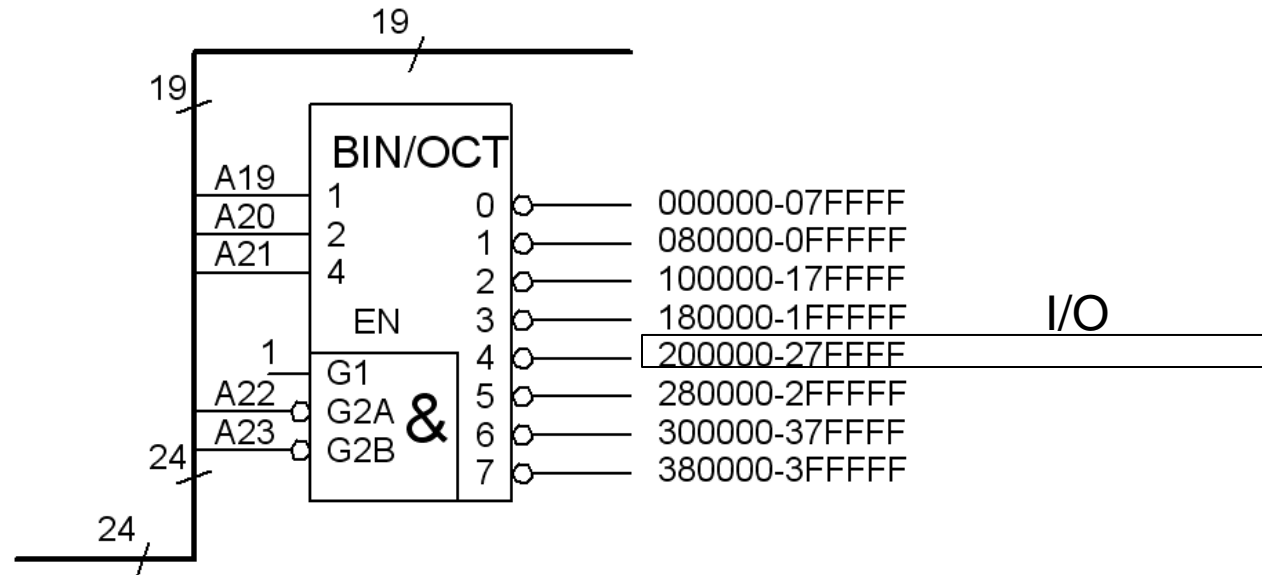 19
19
BIN/OCT
A19 1 0 000000-07FFFF
A20 2 1 080000-0FFFFF
A21 4 2 100000-17FFFF
EN 3 180000-1FFFFF I/O
1 G1 4 200000-27FFFF
A22 G2A & 5 280000-2FFFFF
A23 G2B 6 300000-37FFFF
24 7 380000-3FFFFF
24